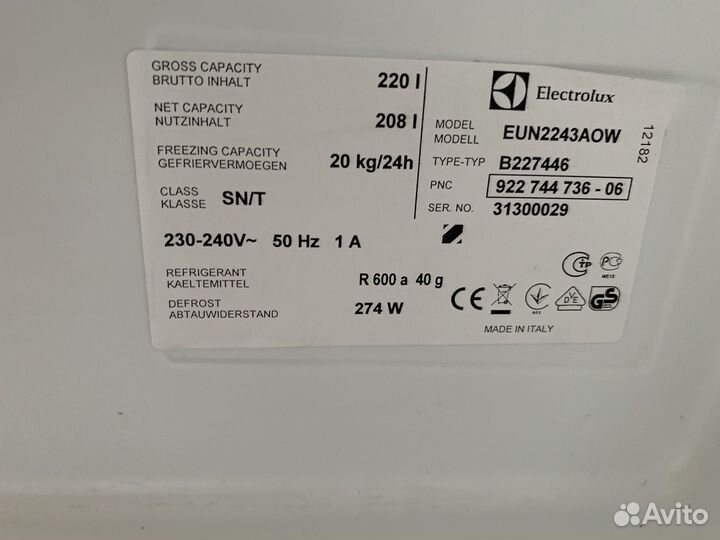 GROSS CAPACITY
BRUTTO INHALT
220 l
NET CAPACITY
NUTZINHALT
208 l
FREEZING CAPACITY
GEFRIERVERMOEGEN
20 kg/24h
CLASS
KLASSE
SN/T
230-240V~ 50 Hz 1 A
REFRIGERANT
KAELTEMITTEL
R 600 a 40 g
DEFROST
ABTAUWIDERSTAND
274 W
Electrolux
MODEL
MODELL
EUN2243AOW
TYPE-TYP B227446
PNC 922 744 736 - 06
SER. NO. 31300029
12182
CE
GS
MADE IN ITALY
Avito